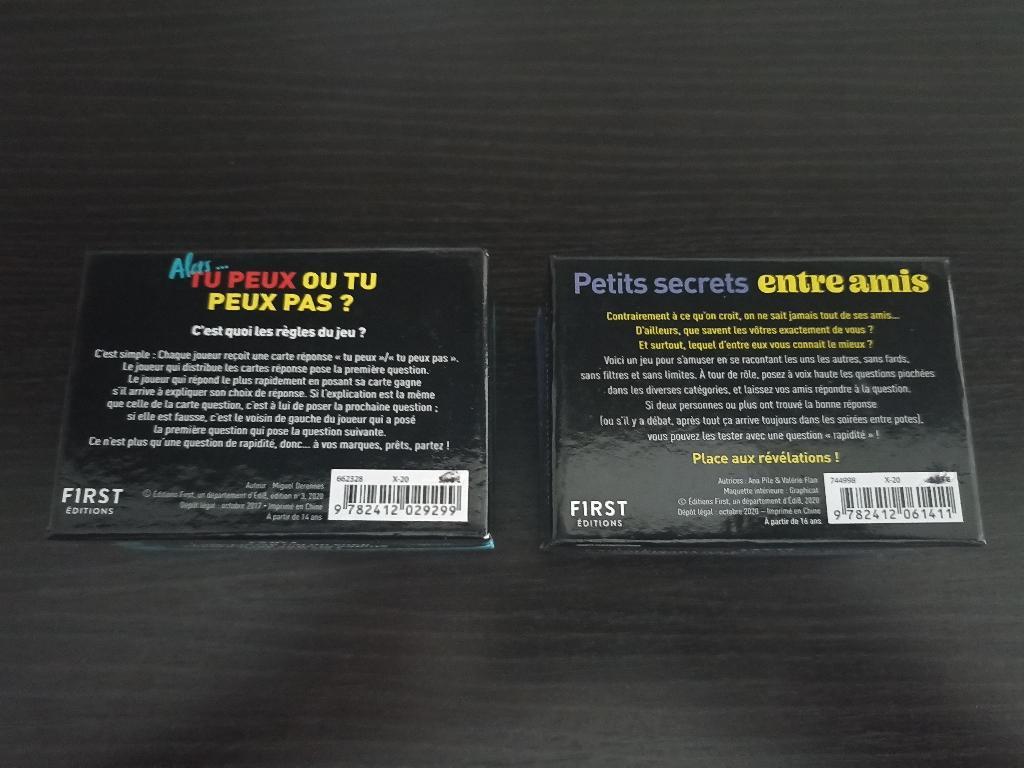 Alors ...
TU PEUX OU TU
PEUX PAS ?
C'est quoi les règles du jeu ?
C'est simple : Chaque joueur reçoit une carte réponse « tu peux »/« tu peux pas ».
Le joueur qui distribue les cartes réponse pose la première question.
Le joueur qui répond le plus rapidement en posant sa carte gagne
s'il arrive à expliquer son choix de réponse. Si l'explication est la même
que celle de la carte question, c'est à lui de poser la prochaine question ;
si elle est fausse, c'est le voisin de gauche du joueur qui a posé
la première question qui pose la question suivante.
Ce n'est plus qu'une question de rapidité, donc... à vos marques, prêts, partez !
F1RST
ÉDITIONS
Auteur : Miguel Derennes
© Éditions First, un département d'Édi8, édition n°3, 2020
Dépôt légal : octobre 2017 • Imprimé en Chine
À partir de 14 ans
662328 X-20
9 782412 029299
Petits secrets entre amis
Contrairement à ce qu'on croit, on ne sait jamais tout de ses amis...
D'ailleurs, que savent les vôtres exactement de vous ?
Et surtout, lequel d'entre eux vous connait le mieux ?
Voici un jeu pour s'amuser en se racontant les uns les autres, sans fards,
sans filtres et sans limites. À tour de rôle, posez à voix haute les questions piochées
dans les diverses catégories, et laissez vos amis répondre à la question.
Si deux personnes ou plus ont trouvé la bonne réponse
(ou s'il y a débat, après tout ça arrive toujours dans les soirées entre potes),
vous pouvez les tester avec une question « rapidité » !
Place aux révélations !
F1RST
ÉDITIONS
Autrices : Ana Pile & Valérie Flan
Maquette intérieure : Graphicat
© Éditions First, un département d'Édi8, 2020
Dépôt légal : octobre 2020 – Imprimé en Chine
À partir de 16 ans
744998 X-20
9 782412 061411